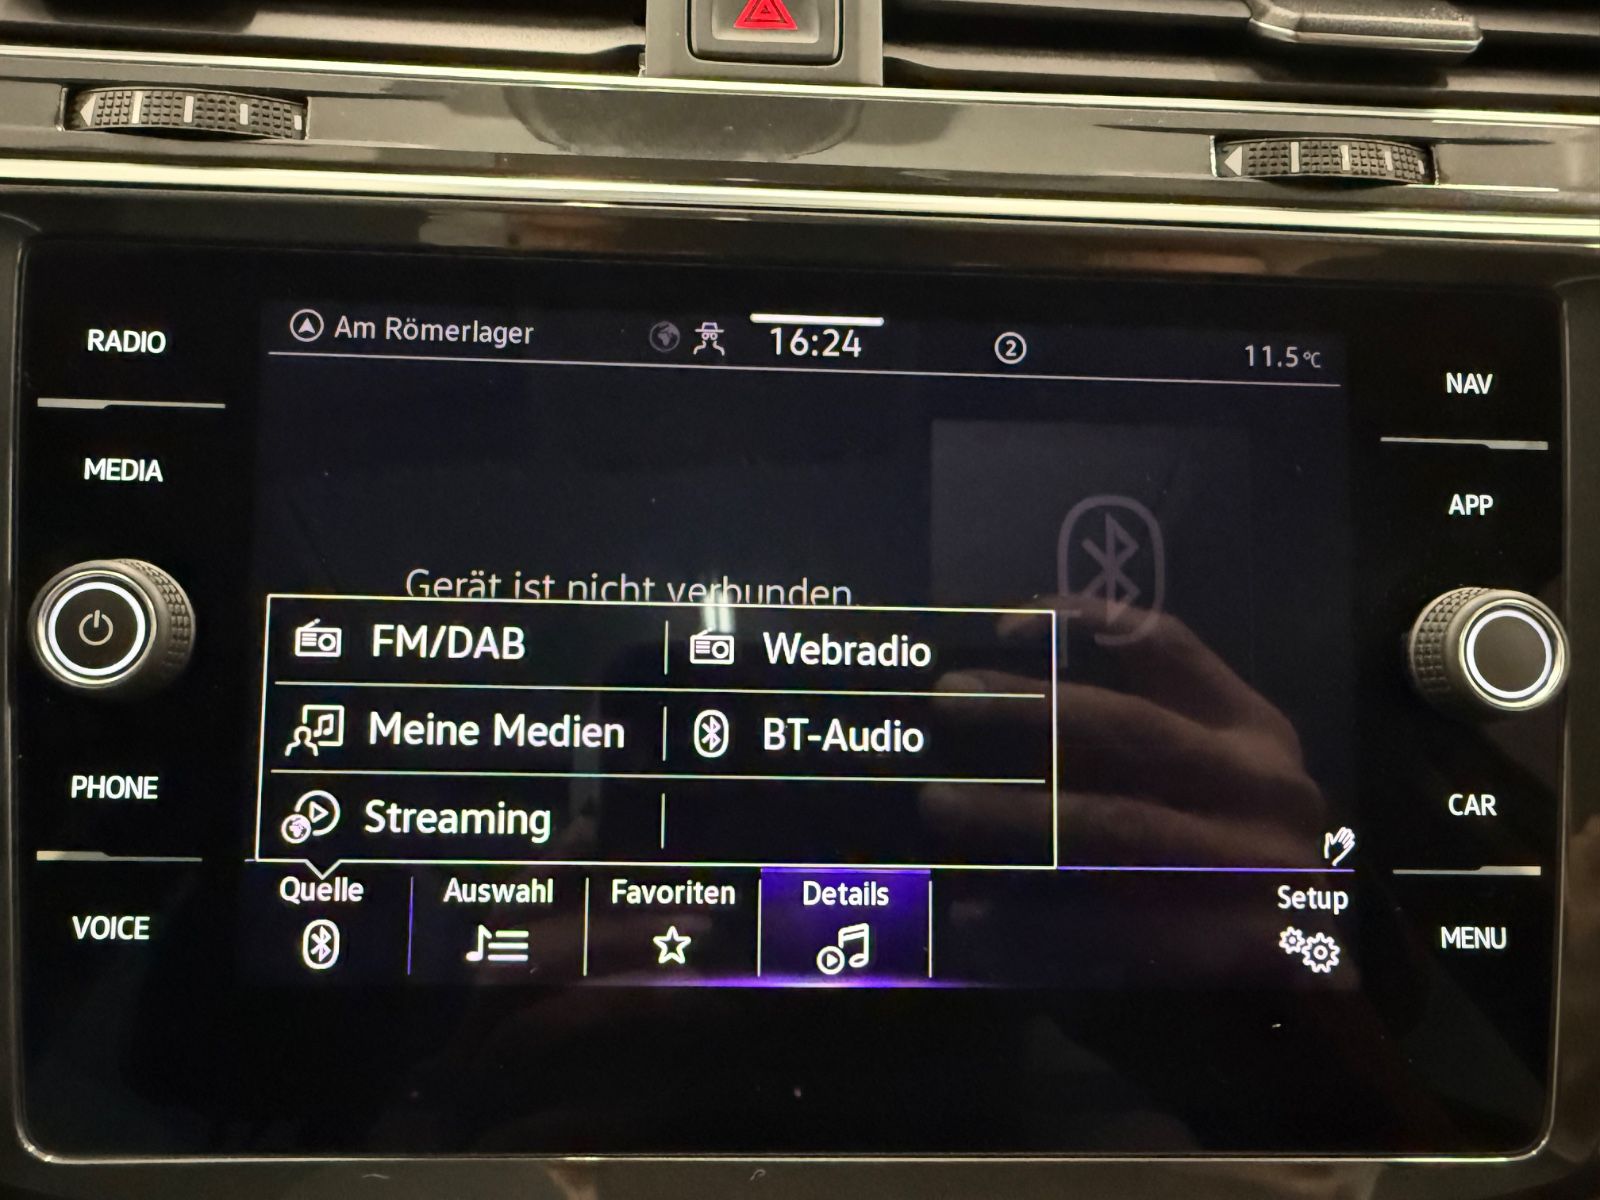 RADIO
MEDIA
PHONE
VOICE
Am Römerlager
16:24
2
11.5°C
Gerät ist nicht verbunden.
FM/DAB
Webradio
Meine Medien
BT-Audio
Streaming
Quelle
Auswahl
Favoriten
Details
Setup
NAV
APP
CAR
MENU